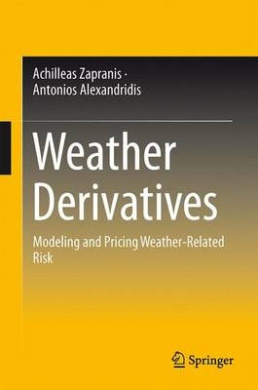 Achilleas Zapranis ·
Antonios Alexandridis
Weather
Derivatives
Modeling and Pricing Weather-Related
Risk
Springer